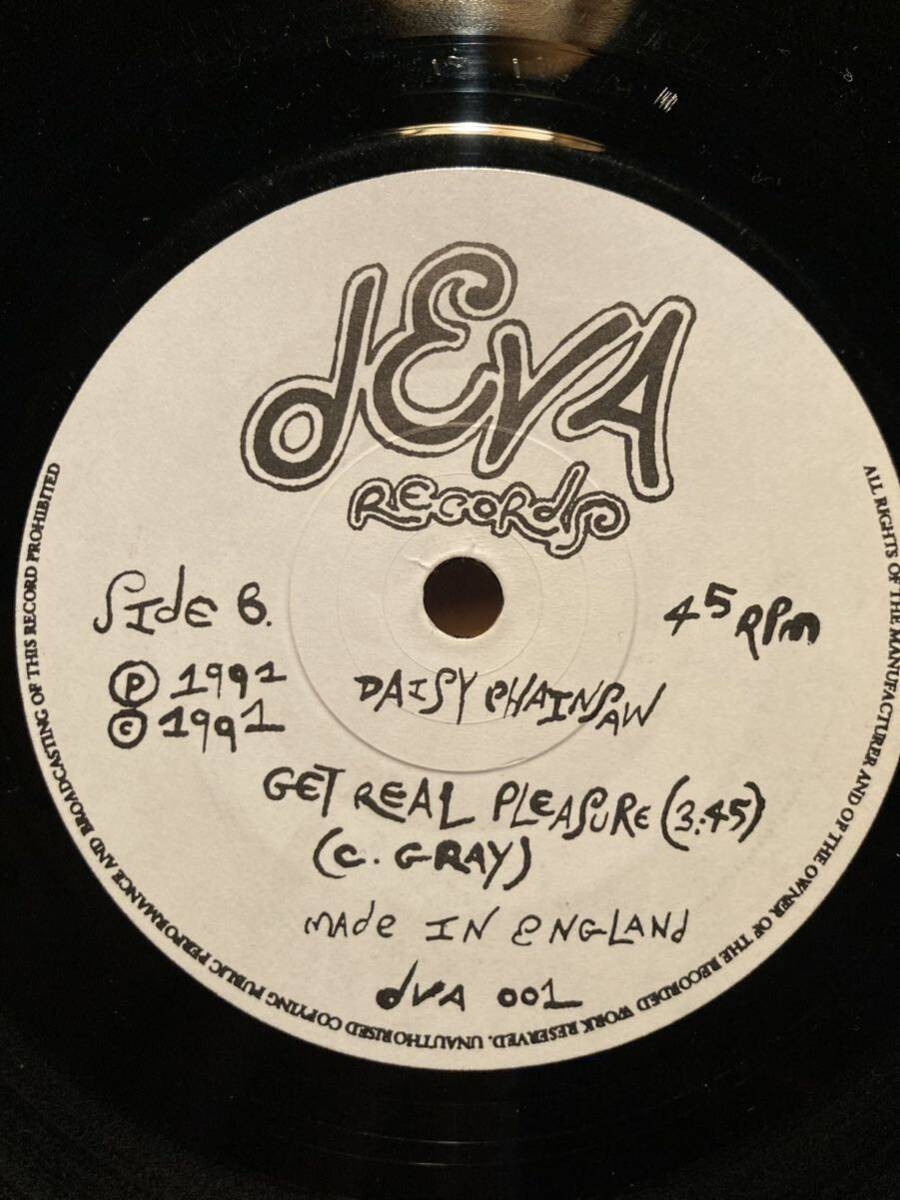 dEVA
RECORdS
SIdE B.
45 RPm
Ⓟ 1991
© 1991
DAISY CHAINSAW
GET REAL PLEASURE (3:45)
(C. GRAY)
mAde IN eNGLANd
dVA 001
ALL RIGHTS OF THE MANUFACTURER AND OF THE OWNER OF THE RECORDED WORK RESERVED. UNAUTHORISED COPYING PUBLIC PERFORMANCE AND BROADCASTING OF THIS RECORD PROHIBITED